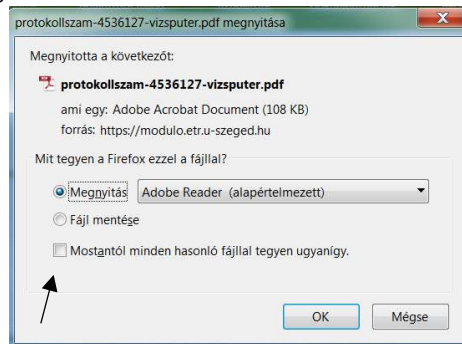 protokollszam-4536127-vizsputer.pdf megnyitása
Megnyitotta a következőt:
protokollszam-4536127-vizsputer.pdf
ami egy: Adobe Acrobat Document (108 KB)
forrás: https://modulo.etr.u-szeged.hu
Mit tegyen a Firefox ezzel a fájllal?
Megnyitás Adobe Reader (alapértelmezett)
Fájl mentése
Mostantól minden hasonló fájllal tegyen ugyanígy.
OK Mégse